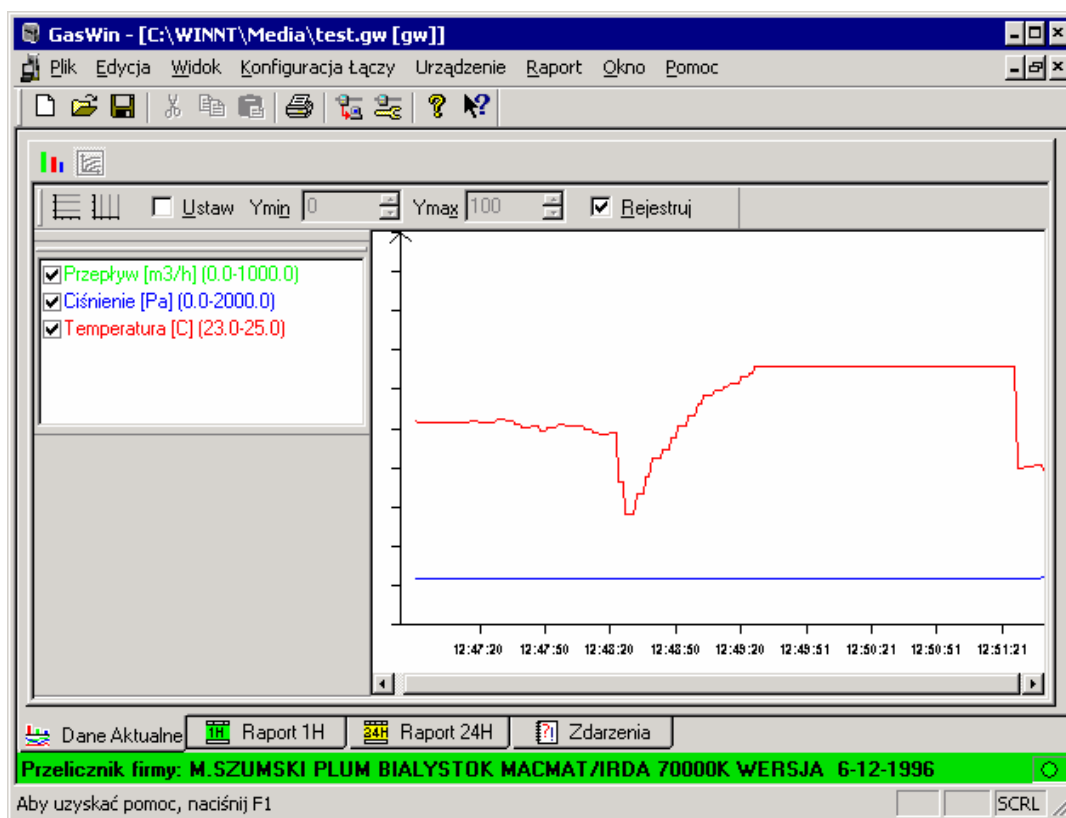 GasWin - [C:\WINNT\Media\test.gw [gw]]
Plik Edycja Widok Konfiguracja Łączy Urządzenie Raport Okno Pomoc
Ustaw Ymin 0 Ymax 100 Rejestruj
Przepływ [m3/h] (0.0-1000.0)
Ciśnienie [Pa] (0.0-2000.0)
Temperatura [C] (23.0-25.0)
12:47:20 12:47:50 12:48:20 12:48:50 12:49:20 12:49:51 12:50:21 12:50:51 12:51:21
Dane Aktualne 1H Raport 1H 24H Raport 24H Zdarzenia
Przelicznik firmy: M.SZUMSKI PLUM BIALYSTOK MACMAT/IRDA 70000K WERSJA 6-12-1996
Aby uzyskać pomoc, naciśnij F1 SCRL